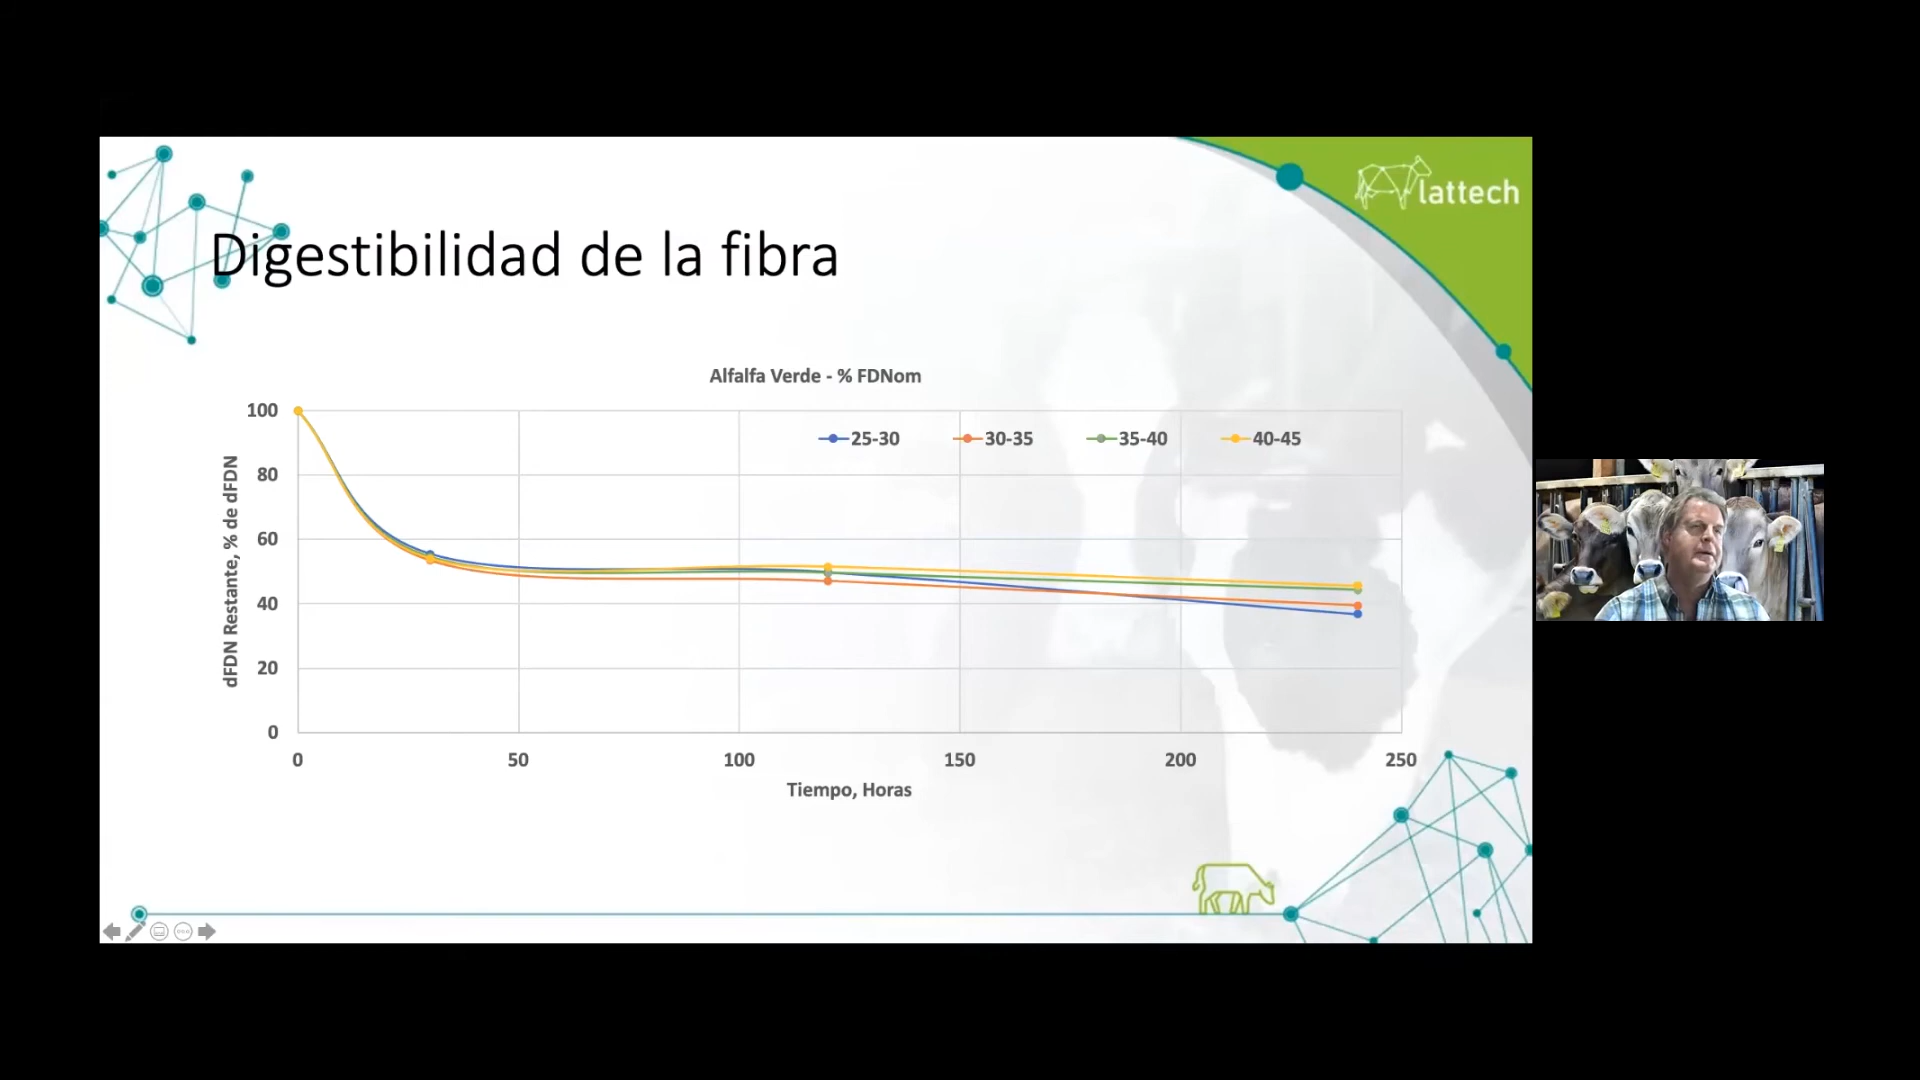 lattech
Digestibilidad de la fibra
Alfalfa Verde - % FDNom
25-30 30-35 35-40 40-45
dFDN Restante, % de dFDN
100
80
60
40
20
0
0 50 100 150 200 250
Tiempo, Horas